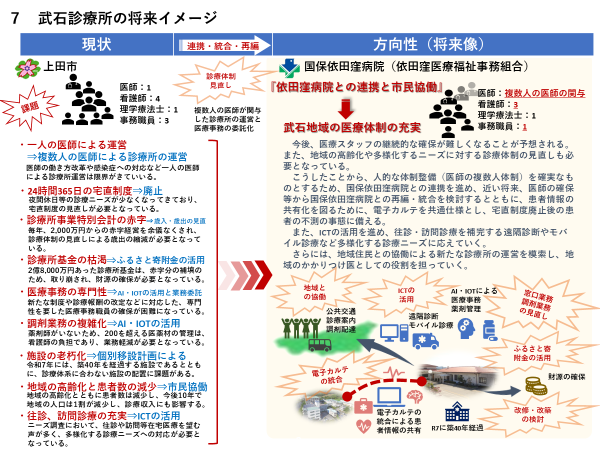 7 武石診療所の将来イメージ
現状
連携・統合・再編
方向性（将来像）
上田市
課題
医師：1
看護師：4
理学療法士：1
事務職員：3
診療体制
見直し
複数人の医師が関与
した診療所の運営と
医療事務の委託化
・一人の医師による運営
⇒複数人の医師による診療所の運営
医師の働き方改革や感染症への対応など一人の医師
による診療所運営は限界がきている。
・24時間365日の宅直制度⇒廃止
夜間休日等の診療ニーズが少なくなってきており、
宅直制度の見直しが必要となっている。
・診療所事業特別会計の赤字⇒歳入・歳出の見直
毎年、2,000万円からの赤字経営を余儀なくされ、
診療体制の見直しによる歳出の縮減が必要となって
いる。
・診療所基金の枯渇⇒ふるさと寄附金の活用
2億8,000万円あった診療所基金は、赤字分の補填の
ため、取り崩され、財源の確保が必要となっている。
・医療事務の専門性⇒AI・IOTの活用と業務委託
新たな制度や診療報酬の改定などに対応した、専門
性を要した医療事務職員の確保が困難になっている。
・調剤業務の複雑化⇒AI・IOTの活用
薬剤師がいないため、200を超える医薬材の管理は、
看護師の負担であり、業務軽減が必要となっている。
・施設の老朽化⇒個別移設計画による
令和7年には、築40年を経過する施設であるととも
に、診療体系に合わない施設の配置に課題がある。
・地域の高齢化と患者数の減少⇒市民協働
地域の高齢化とともに患者数は減少し、今後10年で
地域の人口は1割が減少し、診療収入にも影響する。
・往診、訪問診療の充実⇒ICTの活用
ニーズ調査において、往診や訪問等在宅医療を望む
声が多く、多様化する診療ニーズへの対応が必要と
なっている。
国保依田窪病院（依田窪医療福祉事務組合）
『依田窪病院との連携と市民協働』
武石地域の医療体制の充実
医師：複数人の医師の関与
看護師：3
理学療法士：1
事務職員：1
今後、医療スタッフの継続的な確保が難しくなることが予想される。
また、地域の高齢化や多様化するニーズに対する診療体制の見直しも必
要となっている。
こうしたことから、人的な体制整備（医師の複数人体制）を確実なも
のとするため、国保依田窪病院との連携を進め、近い将来、医師の確保
等から国保依田窪病院との再編・統合を検討するとともに、患者情報
の共有化を図るために、電子カルテを共通仕様とし、宅直制度廃止後の患者
の不測の事態に備える。
また、ICTの活用を進め、往診・訪問診療を補完する遠隔診断やモバ
イル診療など多様化する診療ニーズに応えていく。
さらには、地域住民との協働による新たな診療所の運営を模索し、地
域のかかりつけ医としての役割を担っていく。
地域と
の協働
公共交通
診療案内
調剤配達
ICTの
活用
遠隔診断
モバイル診療
AI・IOTによる
医療事務
薬剤管理
窓口業務
調剤業務
の見直し
ふるさと寄
附金の活用
財源の確保
電子カルテ
の統合
電子カルテの
統合による患
者情報の共有
R7に築40年経過
改修・改築
の検討